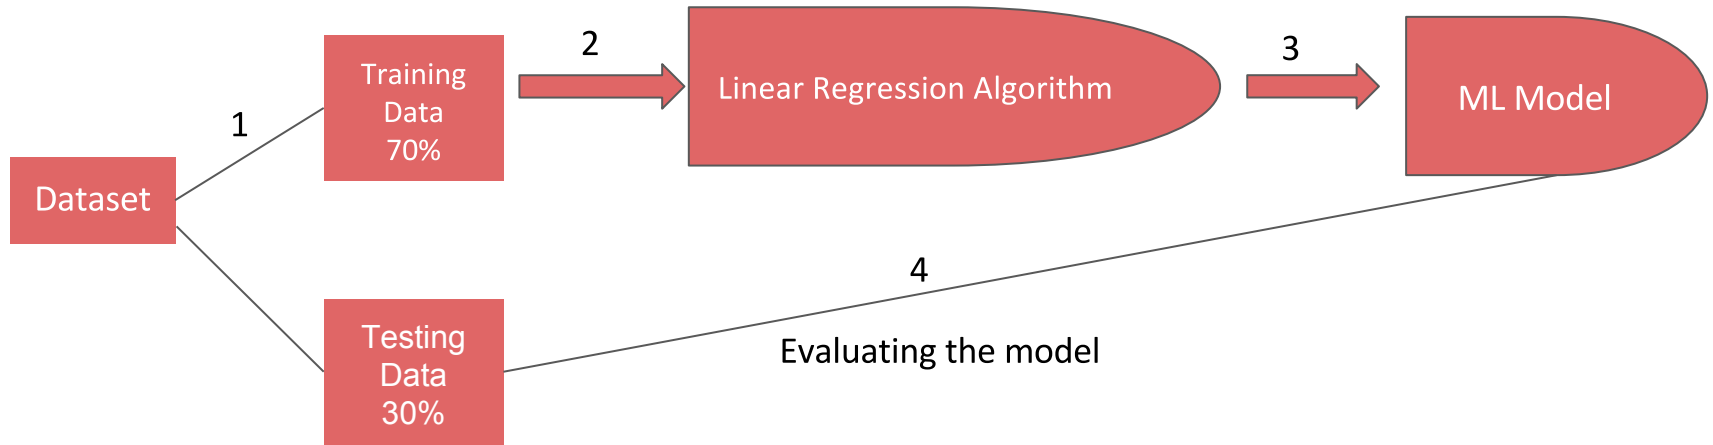 Dataset
1
Training
Data
70%
2
Linear Regression Algorithm
3
ML Model
Testing
Data
30%
4
Evaluating the model